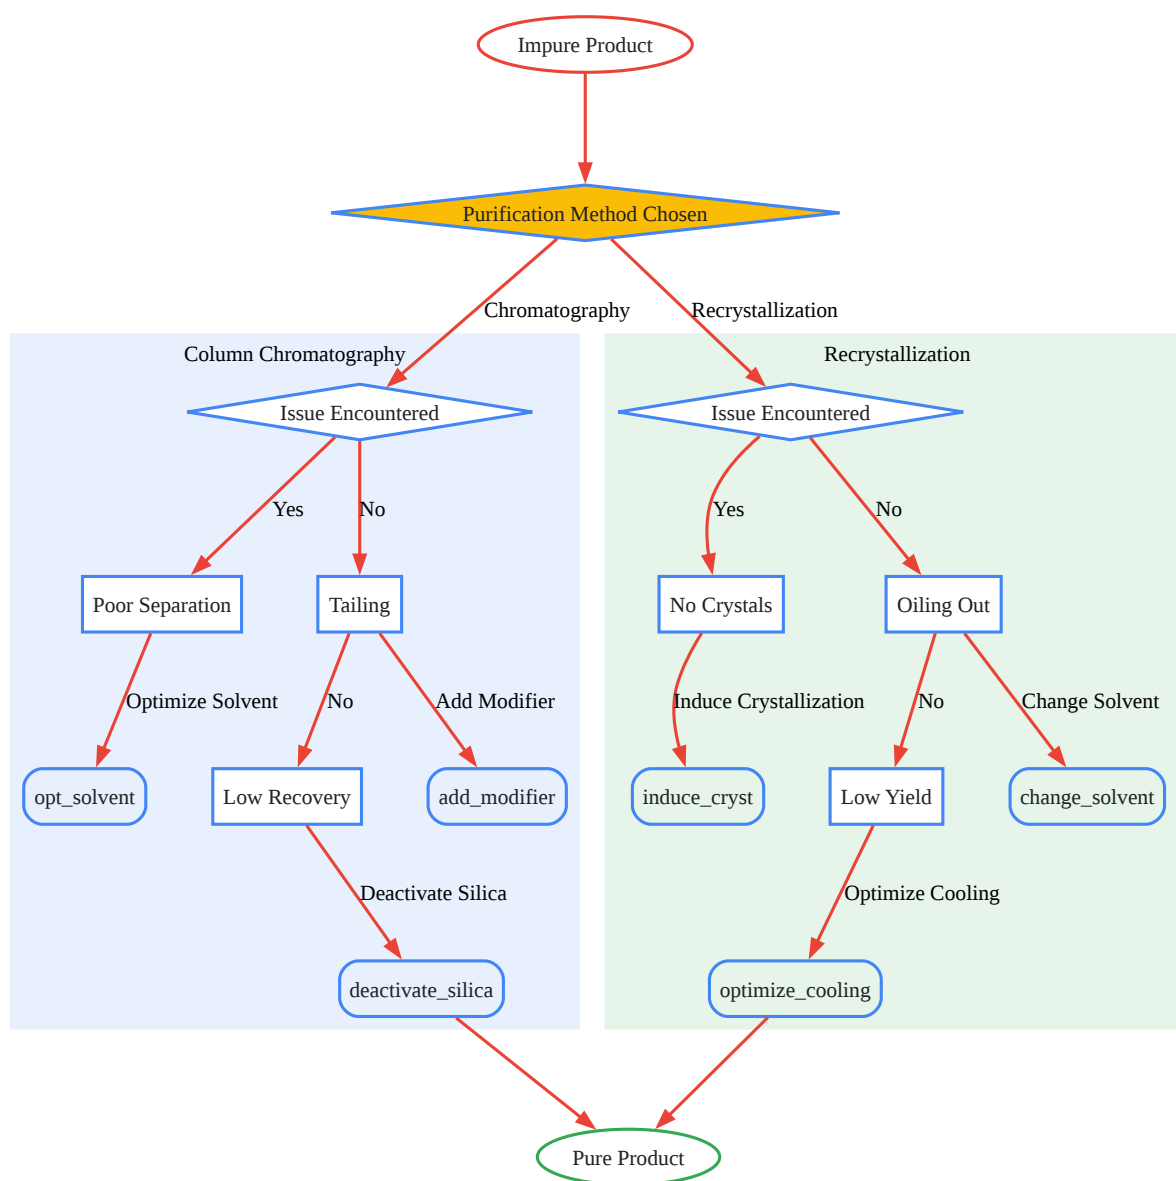 Impure Product
Purification Method Chosen
Chromatography
Recrystallization
Column Chromatography
Recrystallization
Issue Encountered
Issue Encountered
Yes
No
Yes
No
Poor Separation
Tailing
No Crystals
Oiling Out
Optimize Solvent
No
Add Modifier
Induce Crystallization
No
Change Solvent
opt_solvent
Low Recovery
add_modifier
induce_cryst
Low Yield
change_solvent
Deactivate Silica
Optimize Cooling
deactivate_silica
optimize_cooling
Pure Product